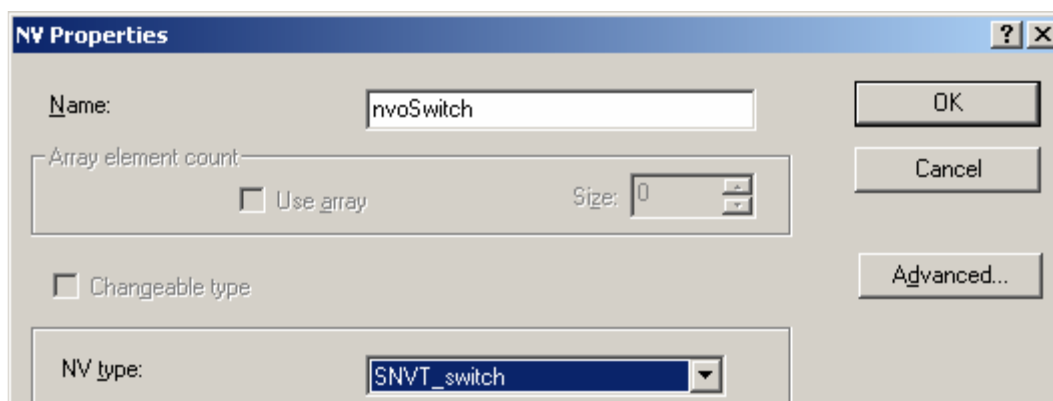 NV Properties
Name: nvoSwitch OK
Array element count
Use array Size: 0 Cancel
Changeable type Advanced...
NV type: SNVT_switch